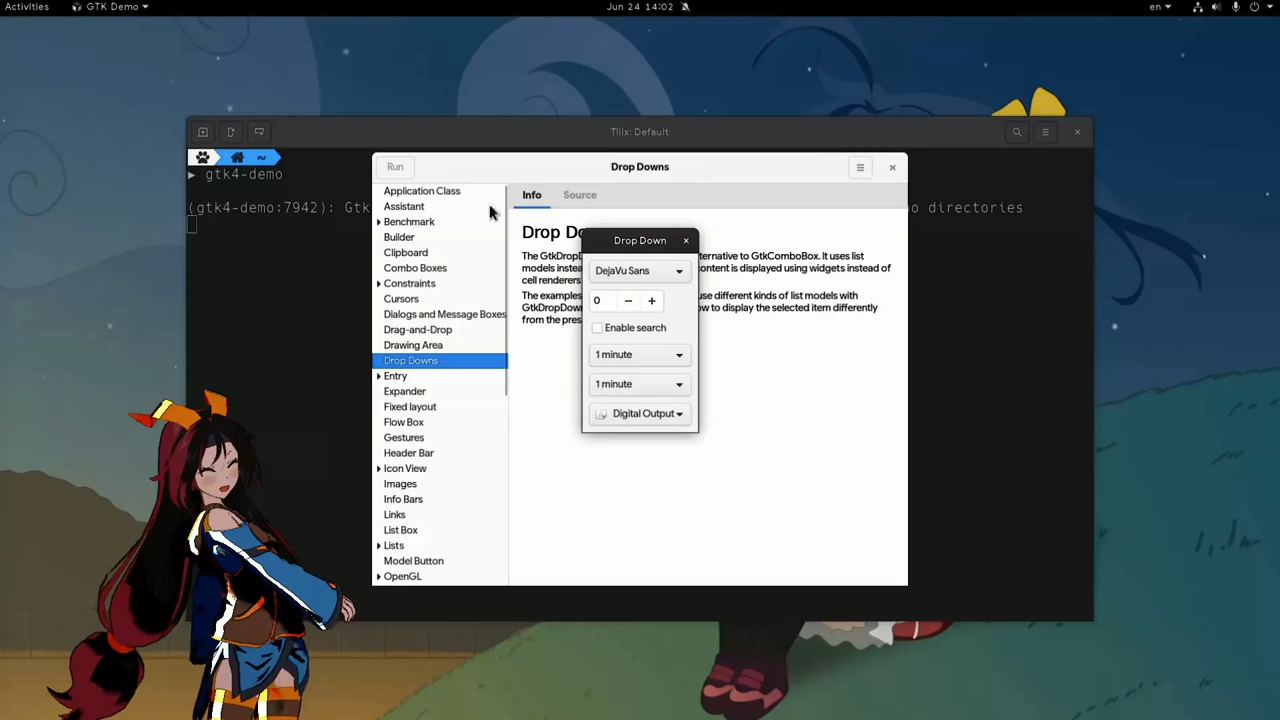 Activities
GTK Demo
Jun 24 14:02
en
Tilix: Default
~
gtk4-demo
(gtk4-demo:7942): Gtk
o directories
Run
Drop Downs
Application Class
Assistant
Benchmark
Builder
Clipboard
Combo Boxes
Constraints
Cursors
Dialogs and Message Boxes
Drag-and-Drop
Drawing Area
Drop Downs
Entry
Expander
Fixed layout
Flow Box
Gestures
Header Bar
Icon View
Images
Info Bars
Links
List Box
Lists
Model Button
OpenGL
Info
Source
Drop Do
The GtkDrop
ternative to GtkComboBox. It uses list
models inste
content is displayed using widgets instead of
cell renderers
The examples
use different kinds of list models with
GtkDropDow
ow to display the selected item differently
from the pres
Drop Down
DejaVu Sans
0 − +
Enable search
1 minute
1 minute
Digital Output